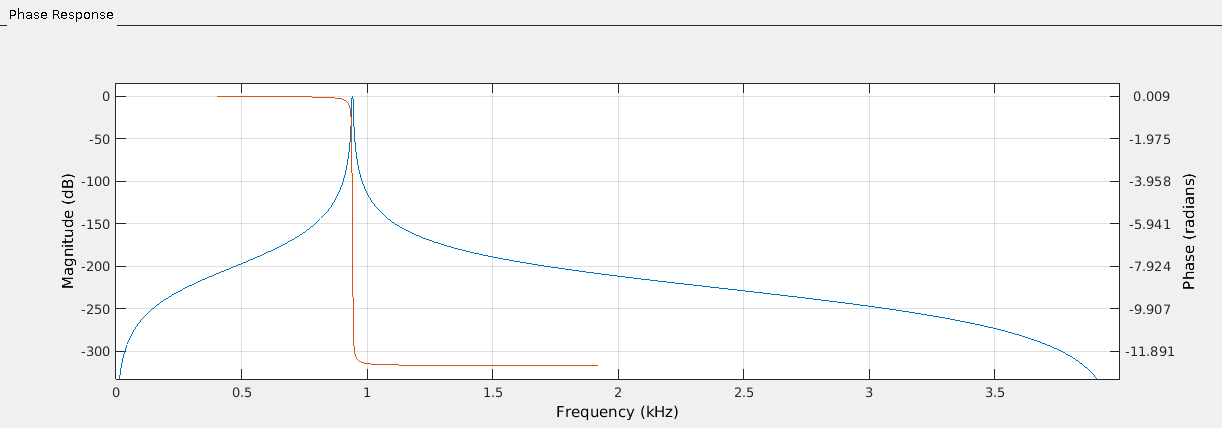 Phase Response
0
-50
-100
-150
-200
-250
-300
Magnitude (dB)
0.009
-1.975
-3.958
-5.941
-7.924
-9.907
-11.891
Phase (radians)
0 0.5 1 1.5 2 2.5 3 3.5
Frequency (kHz)